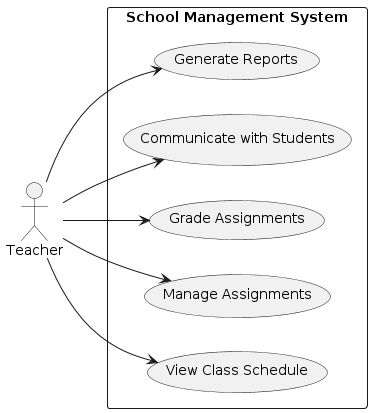 School Management System
Generate Reports
Communicate with Students
Grade Assignments
Teacher
Manage Assignments
View Class Schedule